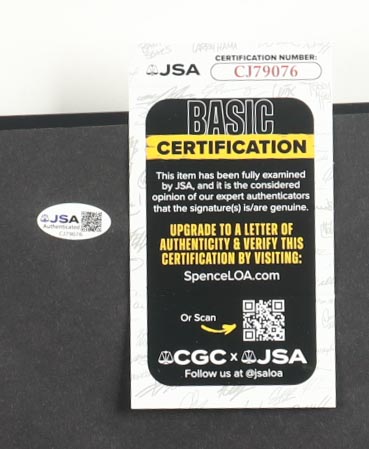 CERTIFICATION NUMBER:
JSA CJ79076
BASIC
CERTIFICATION
This item has been fully examined
by JSA, and it is the considered
opinion of our expert authenticators
that the signature(s) is/are genuine.
UPGRADE TO A LETTER OF
AUTHENTICITY & VERIFY THIS
CERTIFICATION BY VISITING:
SpenceLOA.com
Or Scan
CGC x JSA
Follow us at @jsaloa
JSA
Authenticated
CJ79076